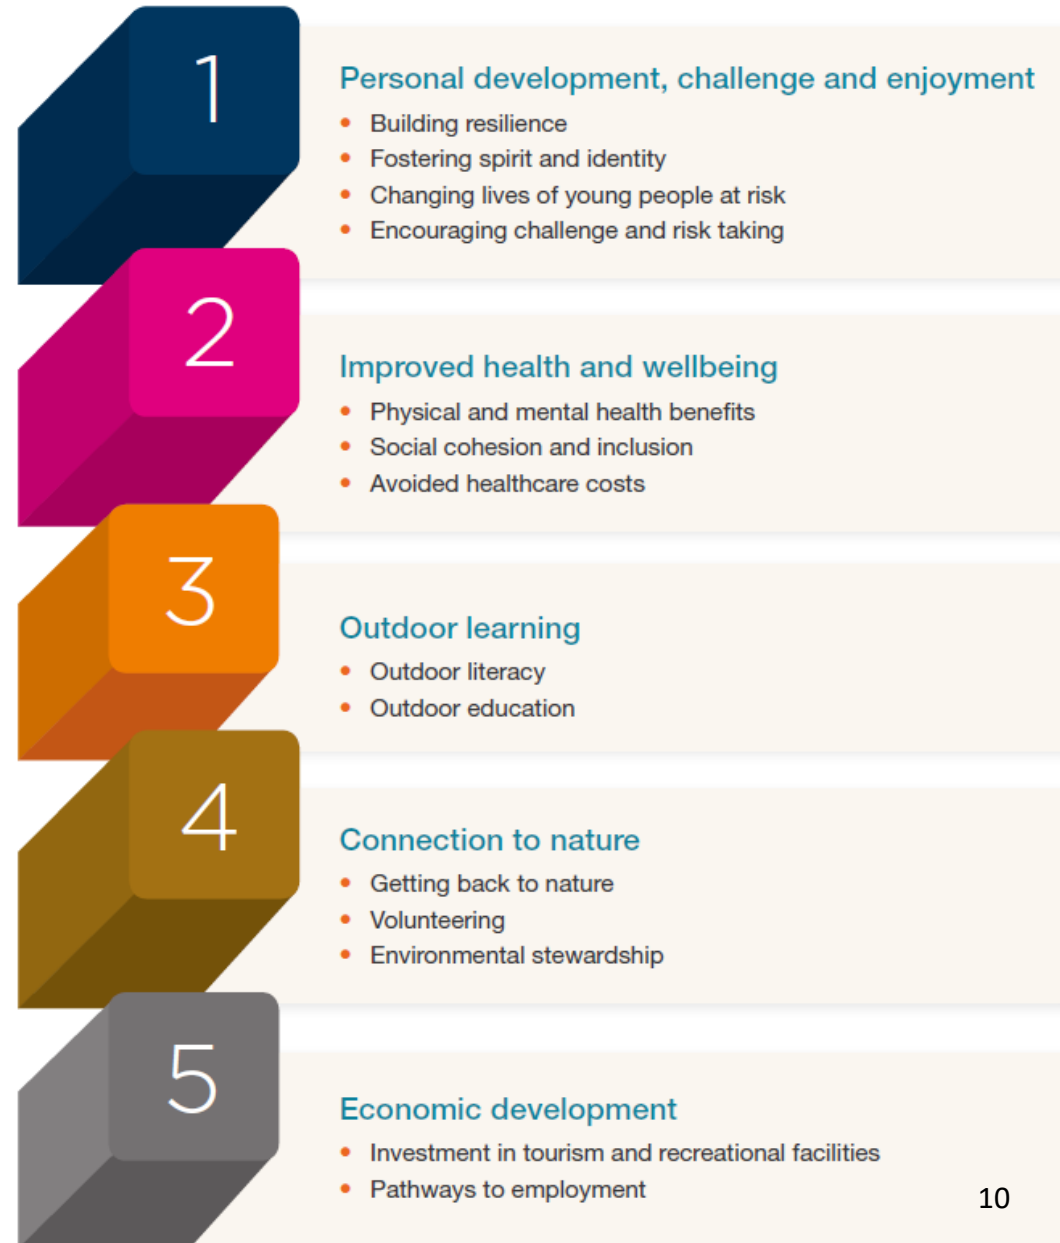 1
Personal development, challenge and enjoyment
• Building resilience
• Fostering spirit and identity
• Changing lives of young people at risk
• Encouraging challenge and risk taking
2
Improved health and wellbeing
• Physical and mental health benefits
• Social cohesion and inclusion
• Avoided healthcare costs
3
Outdoor learning
• Outdoor literacy
• Outdoor education
4
Connection to nature
• Getting back to nature
• Volunteering
• Environmental stewardship
5
Economic development
• Investment in tourism and recreational facilities
• Pathways to employment
10